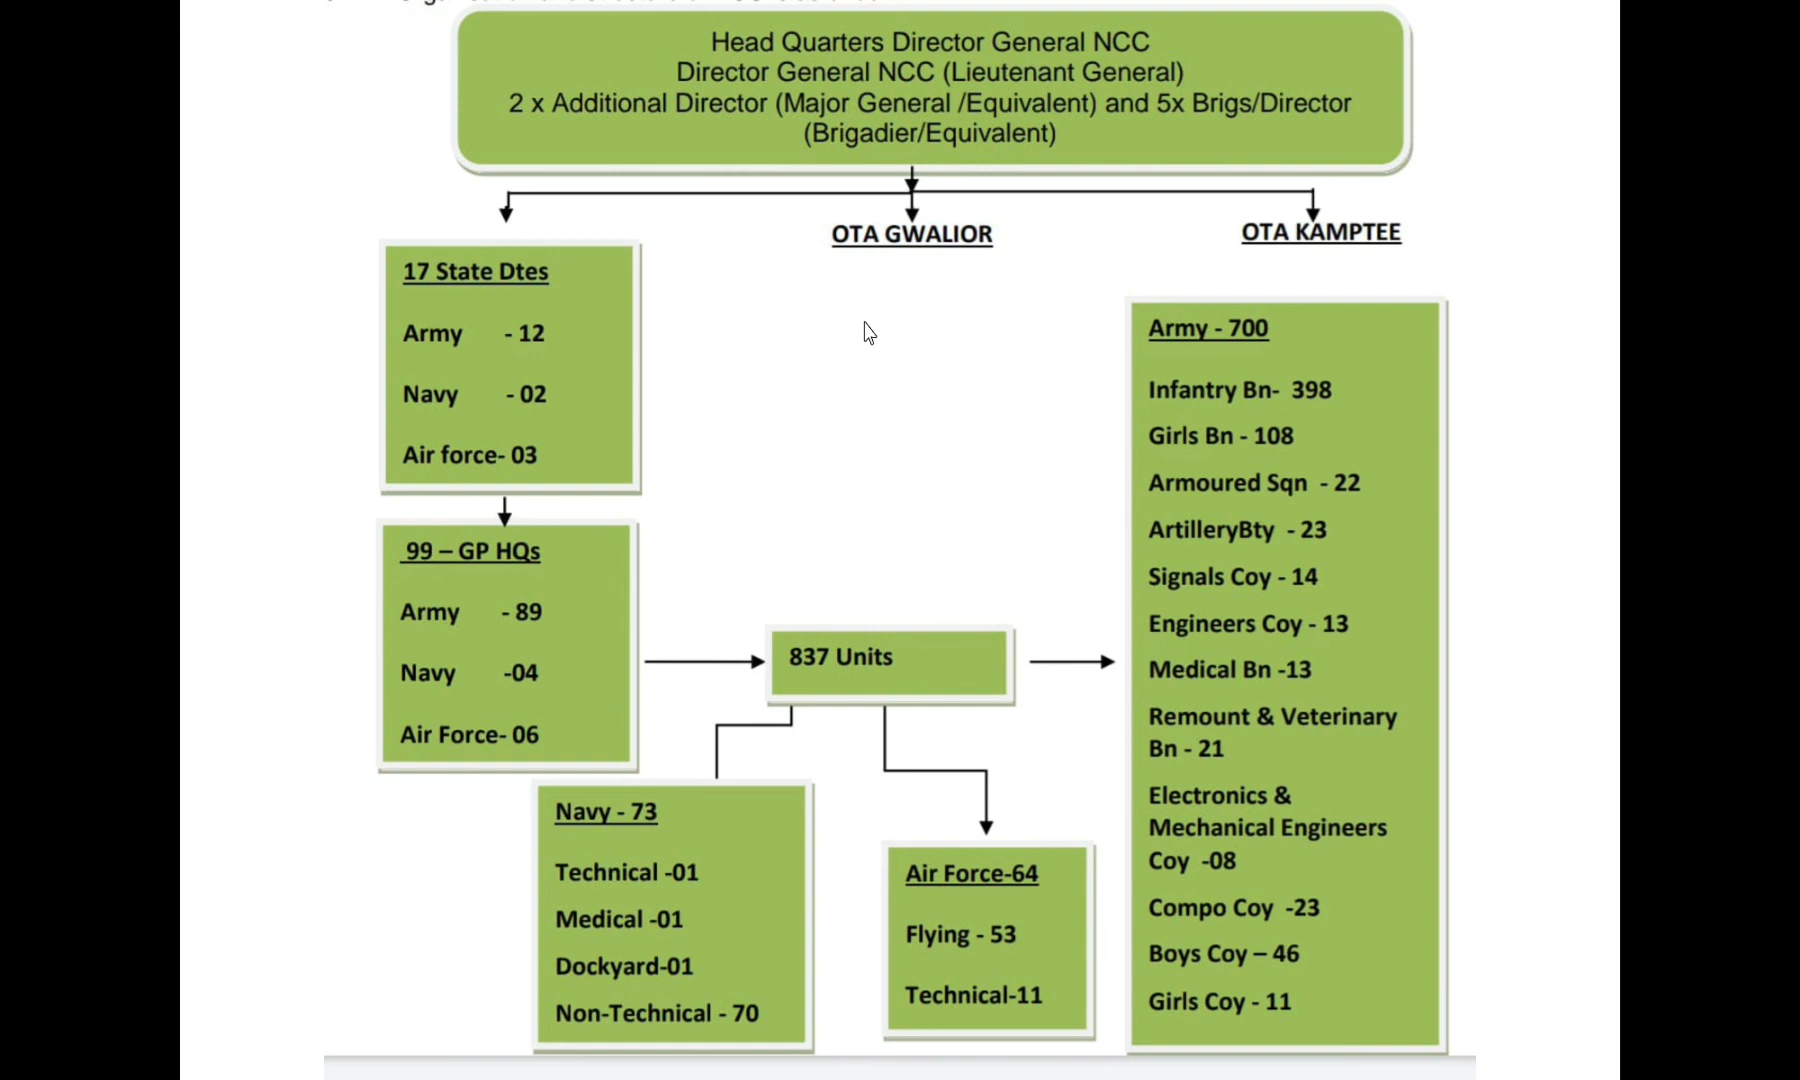 Head Quarters Director General NCC
Director General NCC (Lieutenant General)
2 x Additional Director (Major General /Equivalent) and 5x Brigs/Director
(Brigadier/Equivalent)
OTA GWALIOR
OTA KAMPTEE
17 State Dtes
Army - 12
Navy - 02
Air force- 03
99 – GP HQs
Army - 89
Navy -04
Air Force- 06
837 Units
Navy - 73
Technical -01
Medical -01
Dockyard-01
Non-Technical - 70
Air Force-64
Flying - 53
Technical-11
Army - 700
Infantry Bn- 398
Girls Bn - 108
Armoured Sqn - 22
ArtilleryBty - 23
Signals Coy - 14
Engineers Coy - 13
Medical Bn -13
Remount & Veterinary
Bn - 21
Electronics &
Mechanical Engineers
Coy -08
Compo Coy -23
Boys Coy – 46
Girls Coy - 11